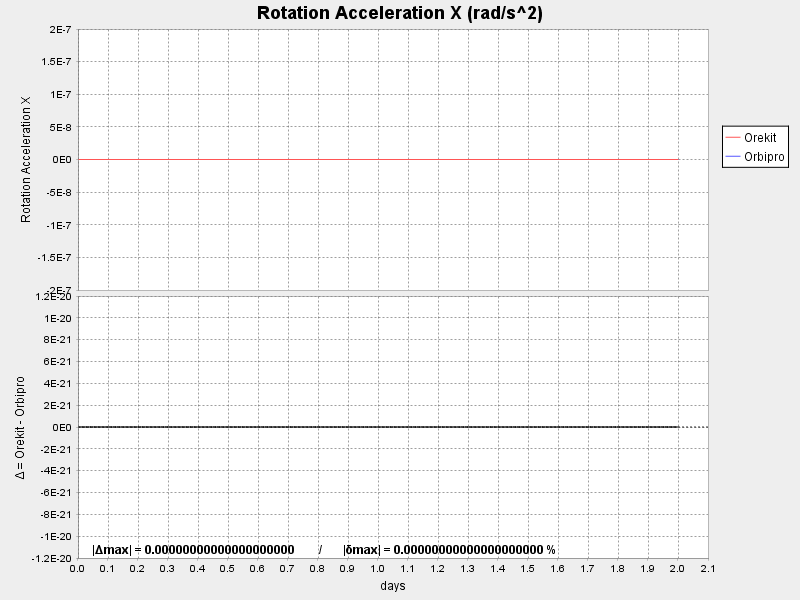 Rotation Acceleration X (rad/s^2)
2E-7
1.5E-7
1E-7
5E-8
0E0
-5E-8
-1E-7
-1.5E-7
-2E-7
Rotation Acceleration X
Orekit
Orbipro
1.2E-20
1E-20
8E-21
6E-21
4E-21
2E-21
0E0
-2E-21
-4E-21
-6E-21
-8E-21
-1E-20
-1.2E-20
Δ = Orekit - Orbipro
|Δmax| = 0.00000000000000000000 / |δmax| = 0.00000000000000000000 %
0.0 0.1 0.2 0.3 0.4 0.5 0.6 0.7 0.8 0.9 1.0 1.1 1.2 1.3 1.4 1.5 1.6 1.7 1.8 1.9 2.0 2.1
days